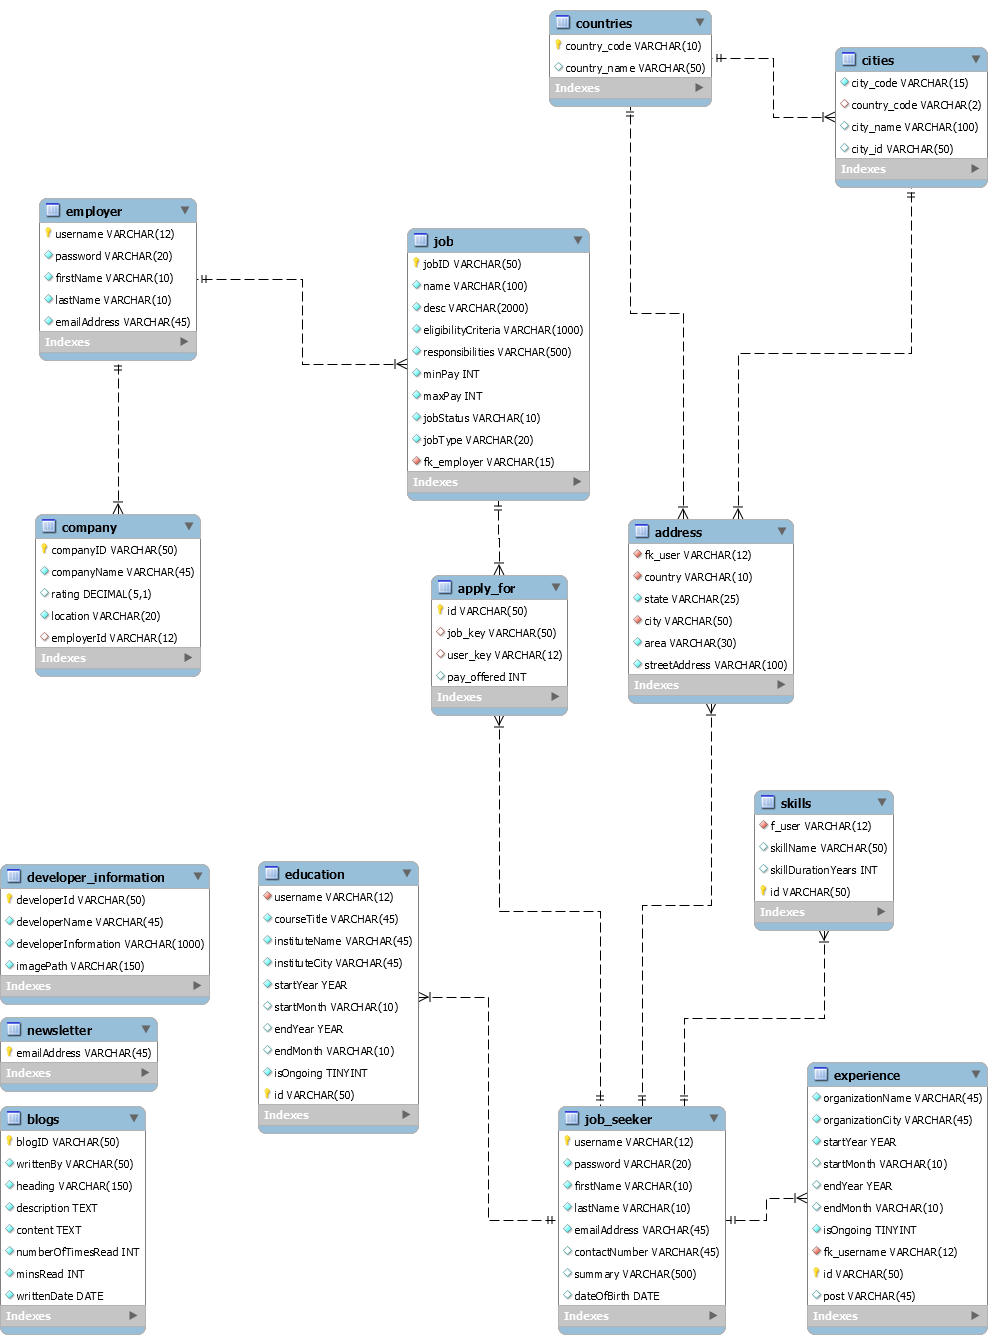 countries
country_code VARCHAR(10)
country_name VARCHAR(50)
Indexes
cities
city_code VARCHAR(15)
country_code VARCHAR(2)
city_name VARCHAR(100)
city_id VARCHAR(50)
Indexes
employer
username VARCHAR(12)
password VARCHAR(20)
firstName VARCHAR(10)
lastName VARCHAR(10)
emailAddress VARCHAR(45)
Indexes
job
jobID VARCHAR(50)
name VARCHAR(100)
desc VARCHAR(2000)
eligibilityCriteria VARCHAR(1000)
responsibilities VARCHAR(500)
minPay INT
maxPay INT
jobStatus VARCHAR(10)
jobType VARCHAR(20)
fk_employer VARCHAR(15)
Indexes
company
companyID VARCHAR(50)
companyName VARCHAR(45)
rating DECIMAL(5,1)
location VARCHAR(20)
employerId VARCHAR(12)
Indexes
apply_for
id VARCHAR(50)
job_key VARCHAR(50)
user_key VARCHAR(12)
pay_offered INT
Indexes
address
fk_user VARCHAR(12)
country VARCHAR(10)
state VARCHAR(25)
city VARCHAR(50)
area VARCHAR(30)
streetAddress VARCHAR(100)
Indexes
skills
f_user VARCHAR(12)
skillName VARCHAR(50)
skillDurationYears INT
id VARCHAR(50)
Indexes
developer_information
developerId VARCHAR(50)
developerName VARCHAR(45)
developerInformation VARCHAR(1000)
imagePath VARCHAR(150)
Indexes
education
username VARCHAR(12)
courseTitle VARCHAR(45)
instituteName VARCHAR(45)
instituteCity VARCHAR(45)
startYear YEAR
startMonth VARCHAR(10)
endYear YEAR
endMonth VARCHAR(10)
isOngoing TINYINT
id VARCHAR(50)
Indexes
newsletter
emailAddress VARCHAR(45)
Indexes
blogs
blogID VARCHAR(50)
writtenBy VARCHAR(50)
heading VARCHAR(150)
description TEXT
content TEXT
numberOfTimesRead INT
minsRead INT
writtenDate DATE
Indexes
job_seeker
username VARCHAR(12)
password VARCHAR(20)
firstName VARCHAR(10)
lastName VARCHAR(10)
emailAddress VARCHAR(45)
contactNumber VARCHAR(45)
summary VARCHAR(500)
dateOfBirth DATE
Indexes
experience
organizationName VARCHAR(45)
organizationCity VARCHAR(45)
startYear YEAR
startMonth VARCHAR(10)
endYear YEAR
endMonth VARCHAR(10)
isOngoing TINYINT
fk_username VARCHAR(12)
id VARCHAR(50)
post VARCHAR(45)
Indexes